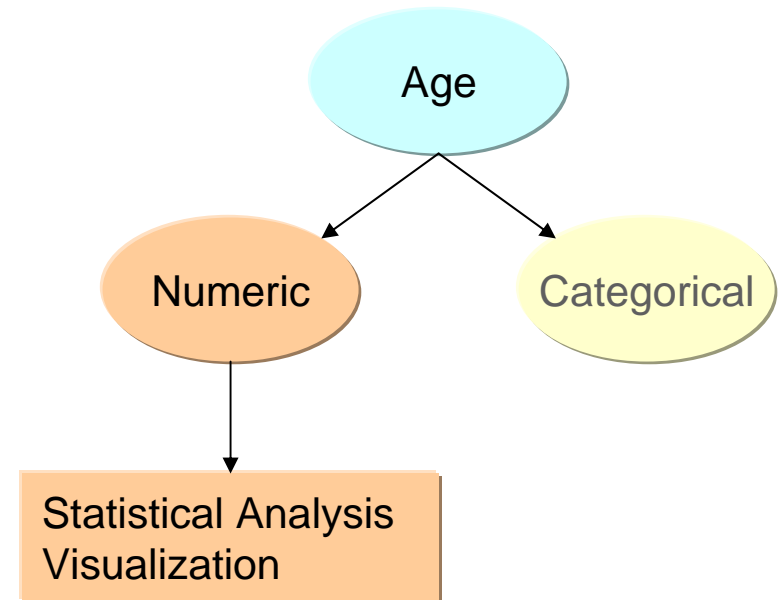 Age
Numeric
Categorical
Statistical Analysis
Visualization